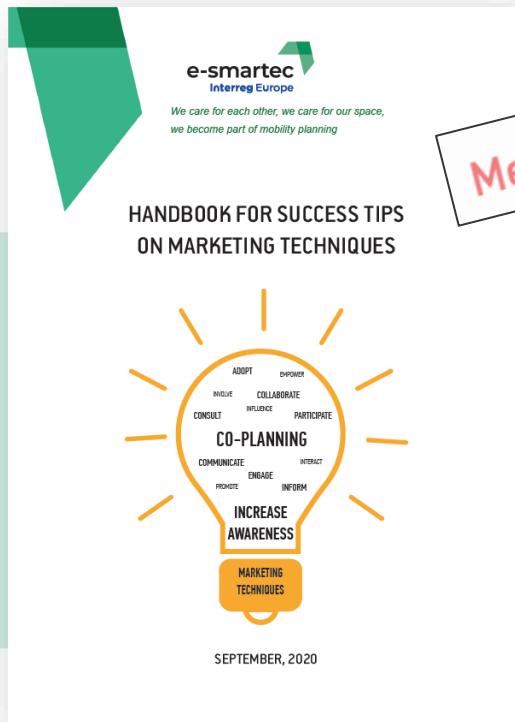 e-smartec
Interreg Europe
We care for each other, we care for our space,
we become part of mobility planning
HANDBOOK FOR SUCCESS TIPS
ON MARKETING TECHNIQUES
ADOPT
EMPOWER
INVOLVE
COLLABORATE
INFLUENCE
CONSULT
PARTICIPATE
CO-PLANNING
COMMUNICATE
INTERACT
ENGAGE
PROMOTE
INFORM
INCREASE
AWARENESS
MARKETING
TECHNIQUES
SEPTEMBER, 2020